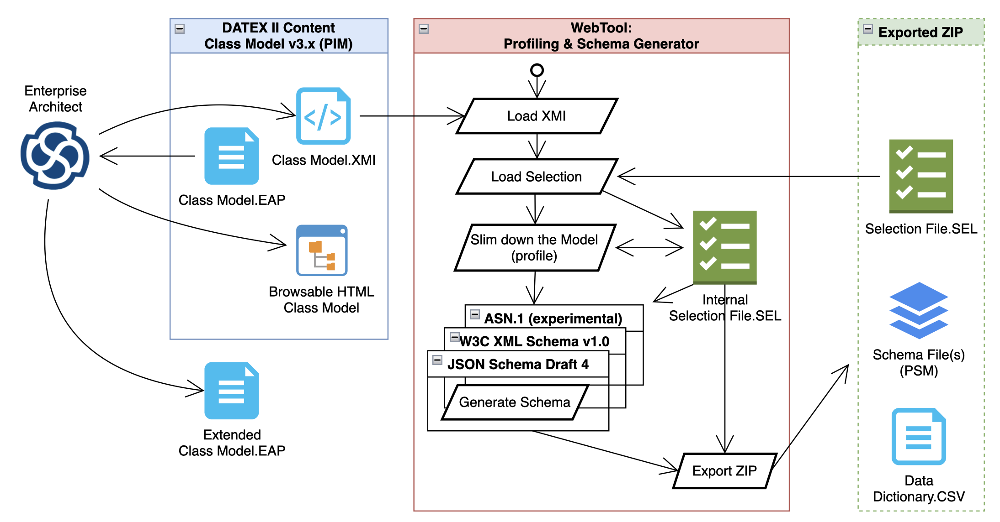 Enterprise
Architect
DATEX II Content
Class Model v3.x (PIM)
</>
Class Model.XMI
Class Model.EAP
Browsable HTML
Class Model
Extended
Class Model.EAP
WebTool:
Profiling & Schema Generator
Load XMI
Load Selection
Slim down the Model
(profile)
Internal
Selection File.SEL
ASN.1 (experimental)
W3C XML Schema v1.0
JSON Schema Draft 4
Generate Schema
Export ZIP
Exported ZIP
Selection File.SEL
Schema File(s)
(PSM)
Data
Dictionary.CSV